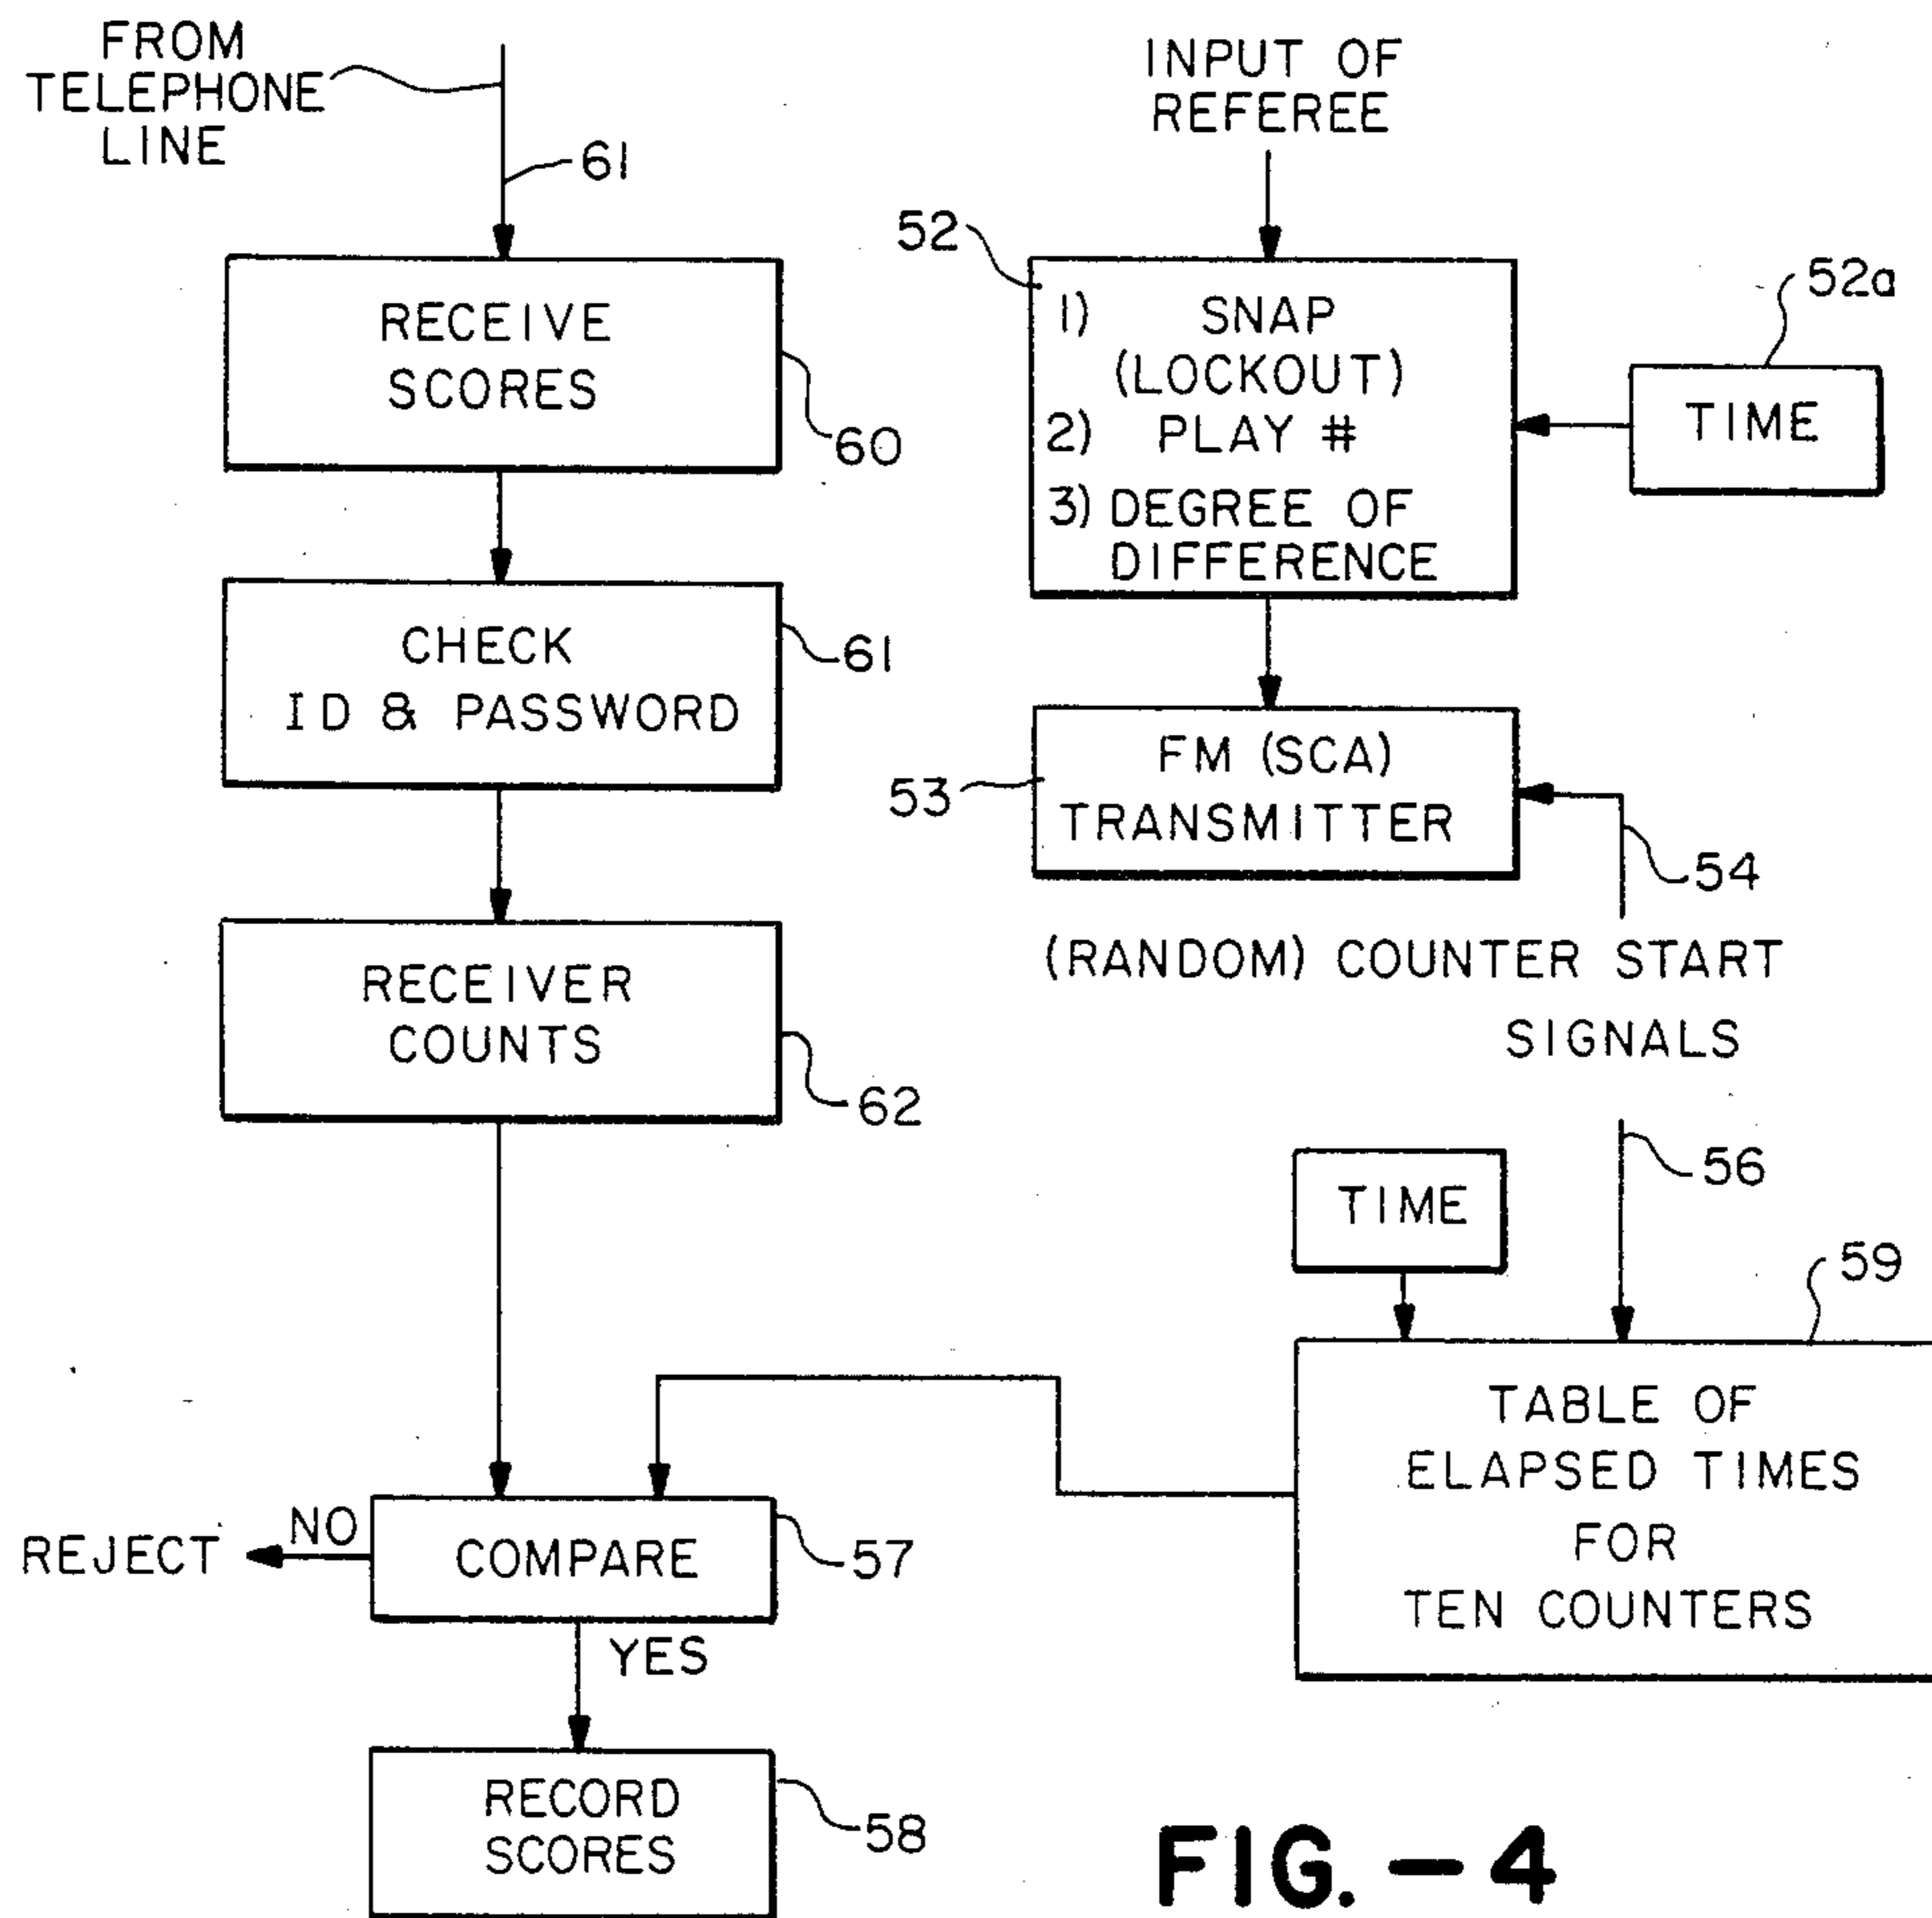 FROM
TELEPHONE
LINE
61
RECEIVE
SCORES
60
CHECK
ID & PASSWORD
61
RECEIVER
COUNTS
62
INPUT OF
REFEREE
52
1) SNAP
(LOCKOUT)
2) PLAY #
3) DEGREE OF
DIFFERENCE
52a
TIME
FM (SCA)
TRANSMITTER
53
54
(RANDOM) COUNTER START
SIGNALS
56
TIME
59
TABLE OF
ELAPSED TIMES
FOR
TEN COUNTERS
REJECT
NO
COMPARE
57
YES
RECORD
SCORES
58
FIG.-4